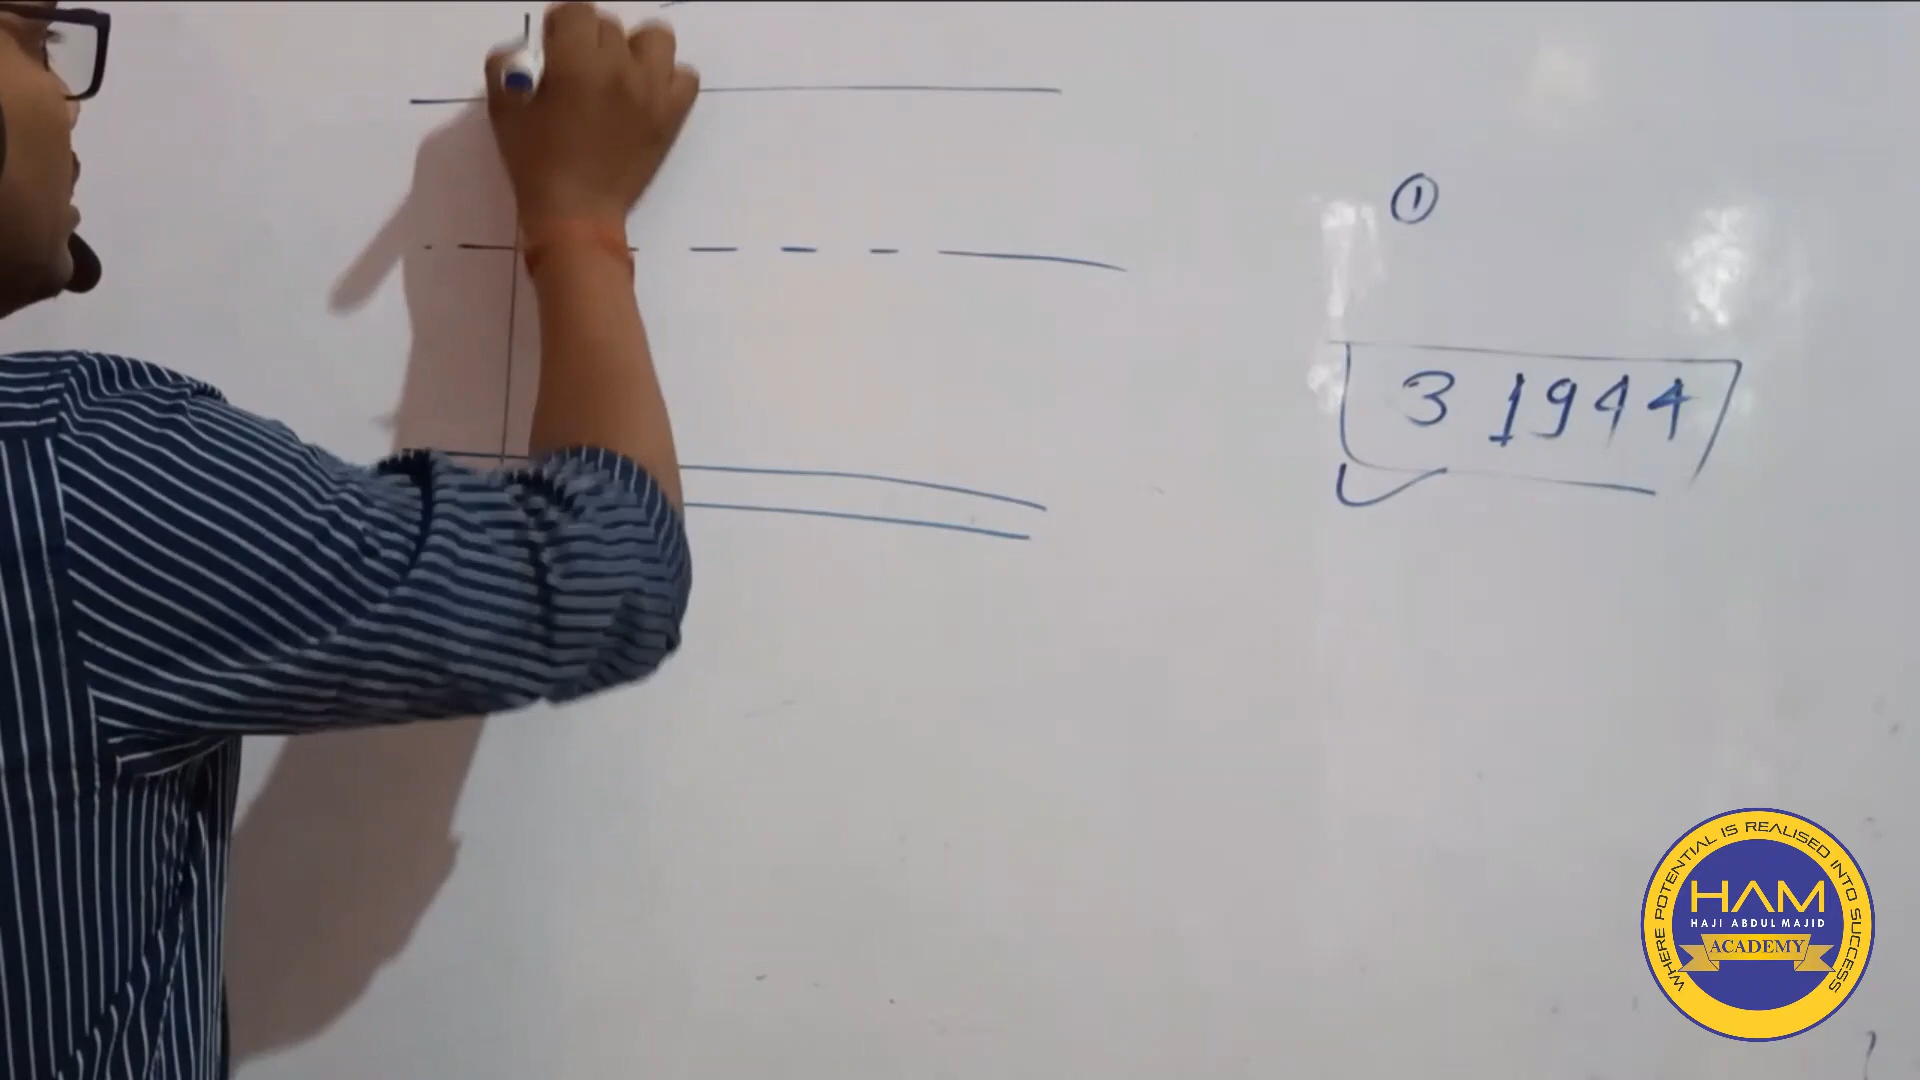 ①
3 1944
WHERE POTENTIAL IS REALISED INTO SUCCESS
HAM
HAJI ABDUL MAJID
ACADEMY